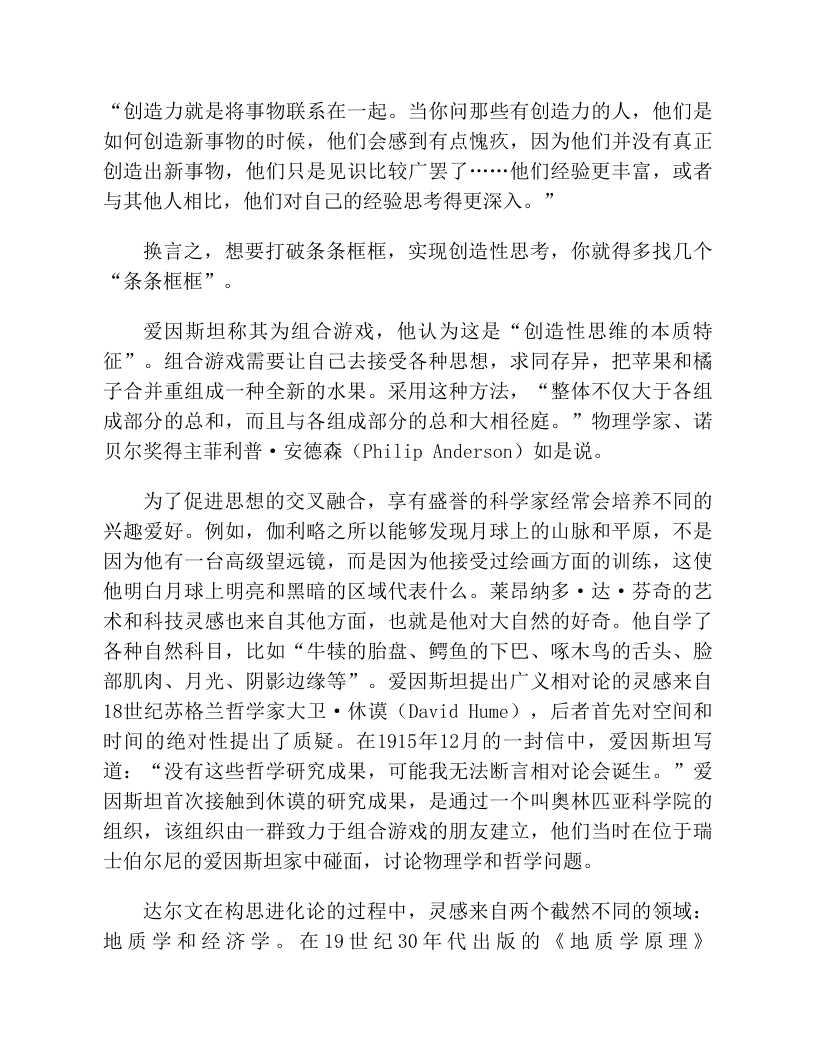 “创造力就是将事物联系在一起。当你问那些有创造力的人，他们是
如何创造新事物的时候，他们会感到有点愧疚，因为他们并没有真正
创造出新事物，他们只是见识比较广罢了……他们经验更丰富，或者
与其他人相比，他们对自己的经验思考得更深入。”
换言之，想要打破条条框框，实现创造性思考，你就得多找几个
“条条框框”。
爱因斯坦称其为组合游戏，他认为这是“创造性思维的本质特
征”。组合游戏需要让自己去接受各种思想，求同存异，把苹果和橘
子合并重组成一种全新的水果。采用这种方法，“整体不仅大于各组
成部分的总和，而且与各组成部分的总和大相径庭。”物理学家、诺
贝尔奖得主菲利普·安德森（Philip Anderson）如是说。
为了促进思想的交叉融合，享有盛誉的科学家经常会培养不同的
兴趣爱好。例如，伽利略之所以能够发现月球上的山脉和平原，不是
因为他有一台高级望远镜，而是因为他接受过绘画方面的训练，这使
他明白月球上明亮和黑暗的区域代表什么。莱昂纳多·达·芬奇的艺
术和科技灵感也来自其他方面，也就是他对大自然的好奇。他自学了
各种自然科目，比如“牛犊的胎盘、鳄鱼的下巴、啄木鸟的舌头、脸
部肌肉、月光、阴影边缘等”。爱因斯坦提出广义相对论的灵感来自
18世纪苏格兰哲学家大卫·休谟（David Hume），后者首先对空间和
时间的绝对性提出了质疑。在1915年12月的一封信中，爱因斯坦写
道：“没有这些哲学研究成果，可能我无法断言相对论会诞生。”爱
因斯坦首次接触到休谟的研究成果，是通过一个叫奥林匹亚科学院的
组织，该组织由一群致力于组合游戏的朋友建立，他们当时在位于瑞
士伯尔尼的爱因斯坦家中碰面，讨论物理学和哲学问题。
达尔文在构思进化论的过程中，灵感来自两个截然不同的领域：
地质学和经济学。在19世纪30年代出版的《地质学原理》